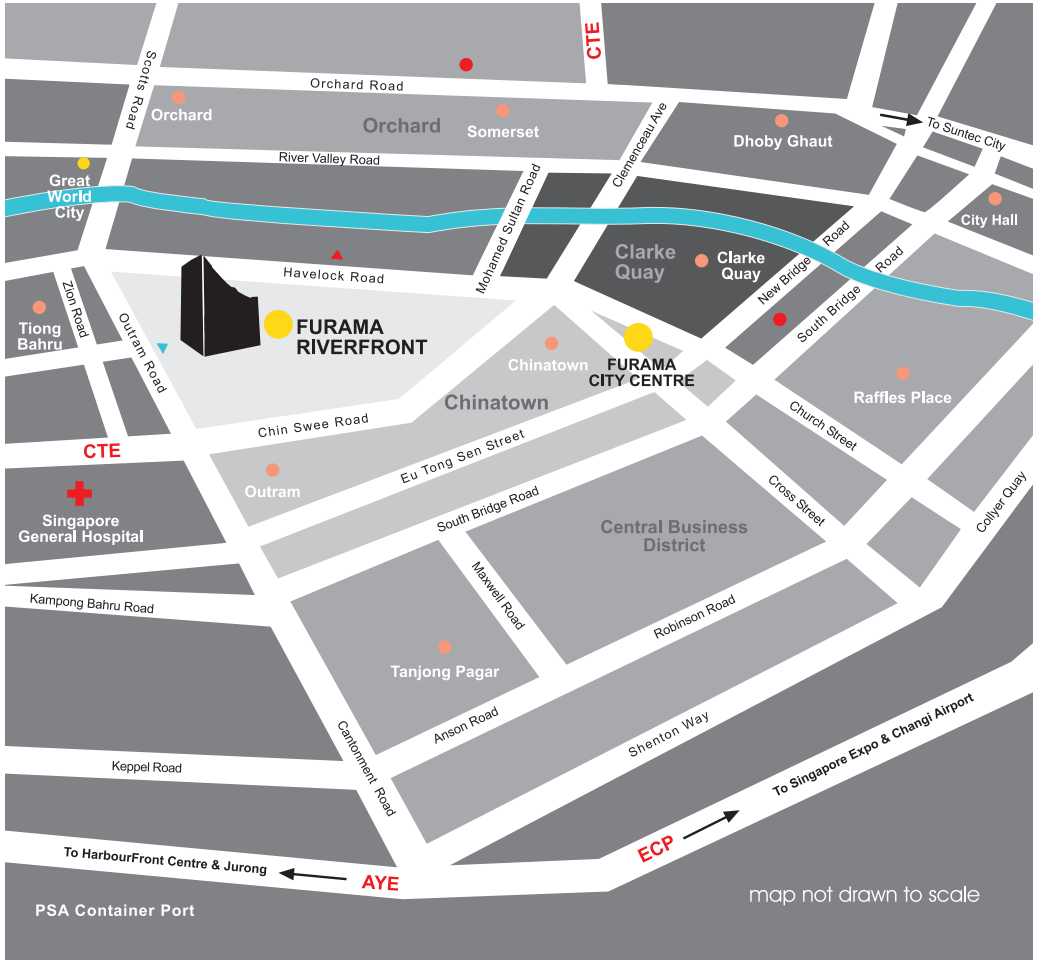 CTE
Scotts Road
Orchard Road
Orchard
Orchard
Somerset
Clemenceau Ave
Dhoby Ghaut
To Suntec City
River Valley Road
Great
World
City
Mohamed Sultan Road
City Hall
Clarke
Quay
Clarke
Quay
New Bridge Road
South Bridge Road
Havelock Road
Zion Road
Tiong
Bahru
Outram Road
FURAMA
RIVERFRONT
Chinatown
FURAMA
CITY CENTRE
Raffles Place
Chinatown
Church Street
Chin Swee Road
CTE
Eu Tong Sen Street
Outram
Singapore
General Hospital
South Bridge Road
Cross Street
Collyer Quay
Central Business
District
Kampong Bahru Road
Maxwell Road
Robinson Road
Tanjong Pagar
Anson Road
Shenton Way
Cantonment Road
Keppel Road
To Singapore Expo & Changi Airport
ECP
To HarbourFront Centre & Jurong
AYE
map not drawn to scale
PSA Container Port